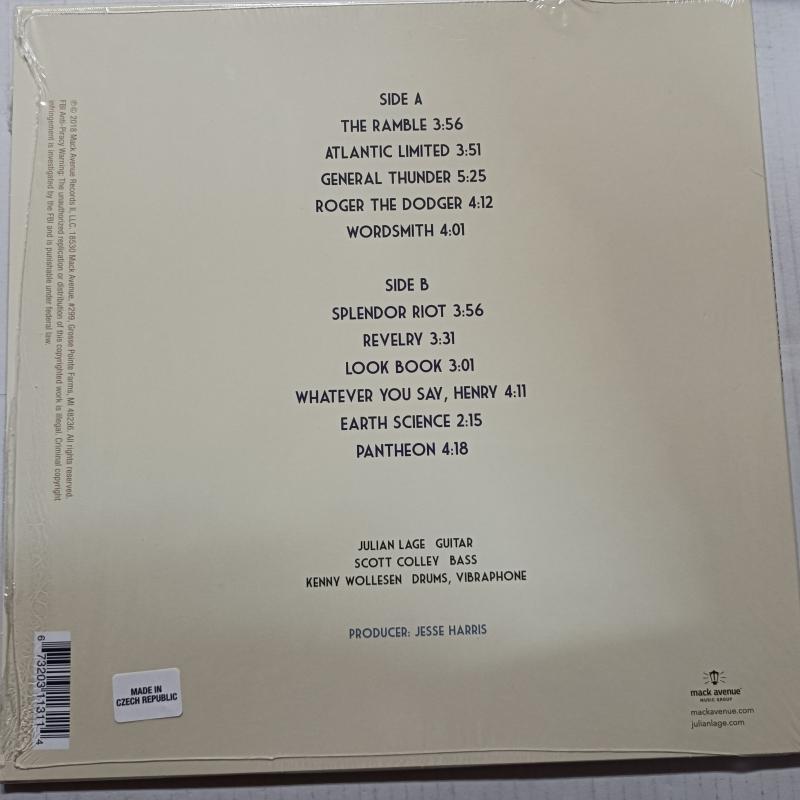 SIDE A
THE RAMBLE 3:56
ATLANTIC LIMITED 3:51
GENERAL THUNDER 5:25
ROGER THE DODGER 4:12
WORDSMITH 4:01
SIDE B
SPLENDOR RIOT 3:56
REVELRY 3:31
LOOK BOOK 3:01
WHATEVER YOU SAY, HENRY 4:11
EARTH SCIENCE 2:15
PANTHEON 4:18
JULIAN LAGE GUITAR
SCOTT COLLEY BASS
KENNY WOLLESEN DRUMS, VIBRAPHONE
PRODUCER: JESSE HARRIS
℗© 2018 Mack Avenue Records II, LLC. 18530 Mack Avenue, #299, Grosse Pointe Farms, MI 48236. All rights reserved.
FBI Anti-Piracy Warning: The unauthorized replication or distribution of this copyrighted work is illegal. Criminal copyright
infringement is investigated by the FBI and is punishable under federal law.
6 73203 11311 4
MADE IN
CZECH REPUBLIC
mack avenue
MUSIC GROUP
mackavenue.com
julianlage.com